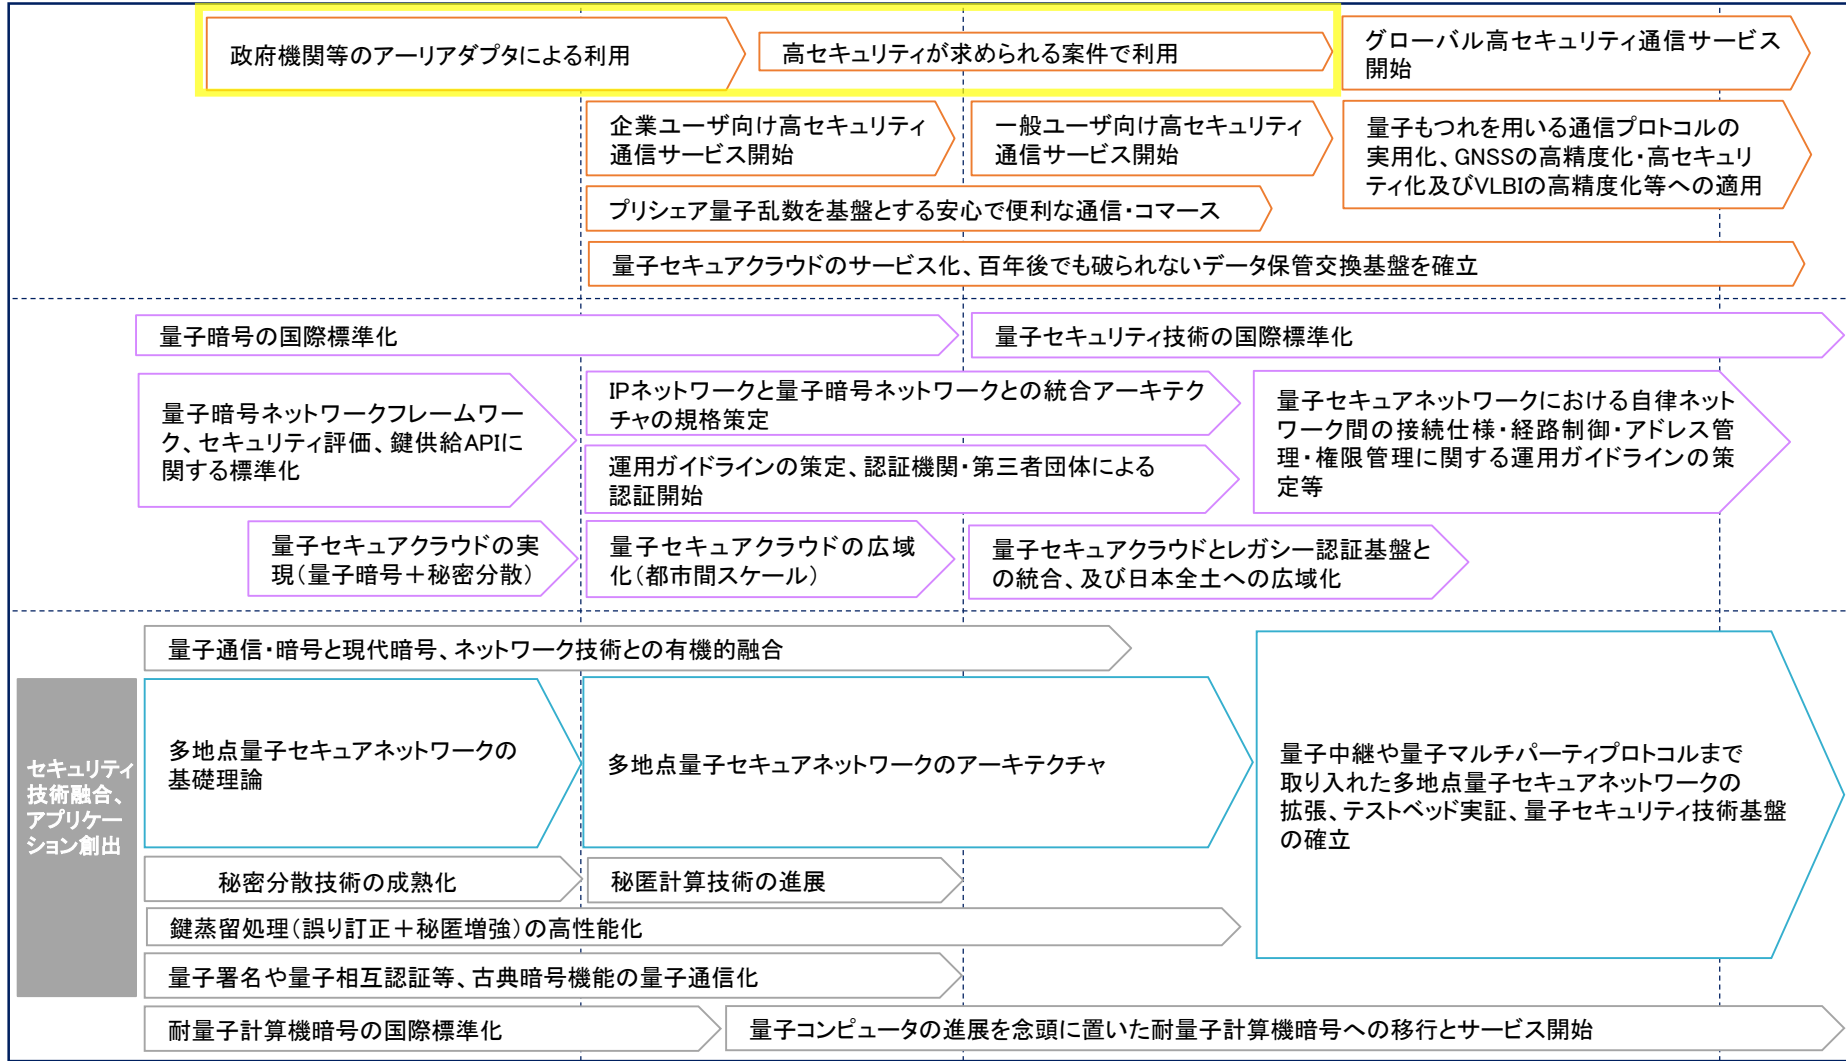 政府機関等のアーリアダプタによる利用
高セキュリティが求められる案件で利用
グローバル高セキュリティ通信サービス
開始
企業ユーザ向け高セキュリティ
通信サービス開始
一般ユーザ向け高セキュリティ
通信サービス開始
量子もつれを用いる通信プロトコルの
実用化、GNSSの高精度化・高セキュリ
ティ化及びVLBIの高精度化等への適用
プリシェア量子乱数を基盤とする安心で便利な通信・コマース
量子セキュアクラウドのサービス化、百年後でも破られないデータ保管交換基盤を確立
量子暗号の国際標準化
量子セキュリティ技術の国際標準化
量子暗号ネットワークフレームワー
ク、セキュリティ評価、鍵供給APIに
関する標準化
IPネットワークと量子暗号ネットワークとの統合アーキテク
チャの規格策定
運用ガイドラインの策定、認証機関・第三者団体による
認証開始
量子セキュアネットワークにおける自律ネット
ワーク間の接続仕様・経路制御・アドレス管
理・権限管理に関する運用ガイドラインの策
定等
量子セキュアクラウドの実
現（量子暗号＋秘密分散）
量子セキュアクラウドの広域
化（都市間スケール）
量子セキュアクラウドとレガシー認証基盤と
の統合、及び日本全土への広域化
量子通信・暗号と現代暗号、ネットワーク技術との有機的融合
セキュリティ
技術融合、
アプリケー
ション創出
多地点量子セキュアネットワークの
基礎理論
多地点量子セキュアネットワークのアーキテクチャ
量子中継や量子マルチパーティプロトコルまで
取り入れた多地点量子セキュアネットワークの
拡張、テストベッド実証、量子セキュリティ技術基盤
の確立
秘密分散技術の成熟化
秘匿計算技術の進展
鍵蒸留処理（誤り訂正＋秘匿増強）の高性能化
量子署名や量子相互認証等、古典暗号機能の量子通信化
耐量子計算機暗号の国際標準化
量子コンピュータの進展を念頭に置いた耐量子計算機暗号への移行とサービス開始